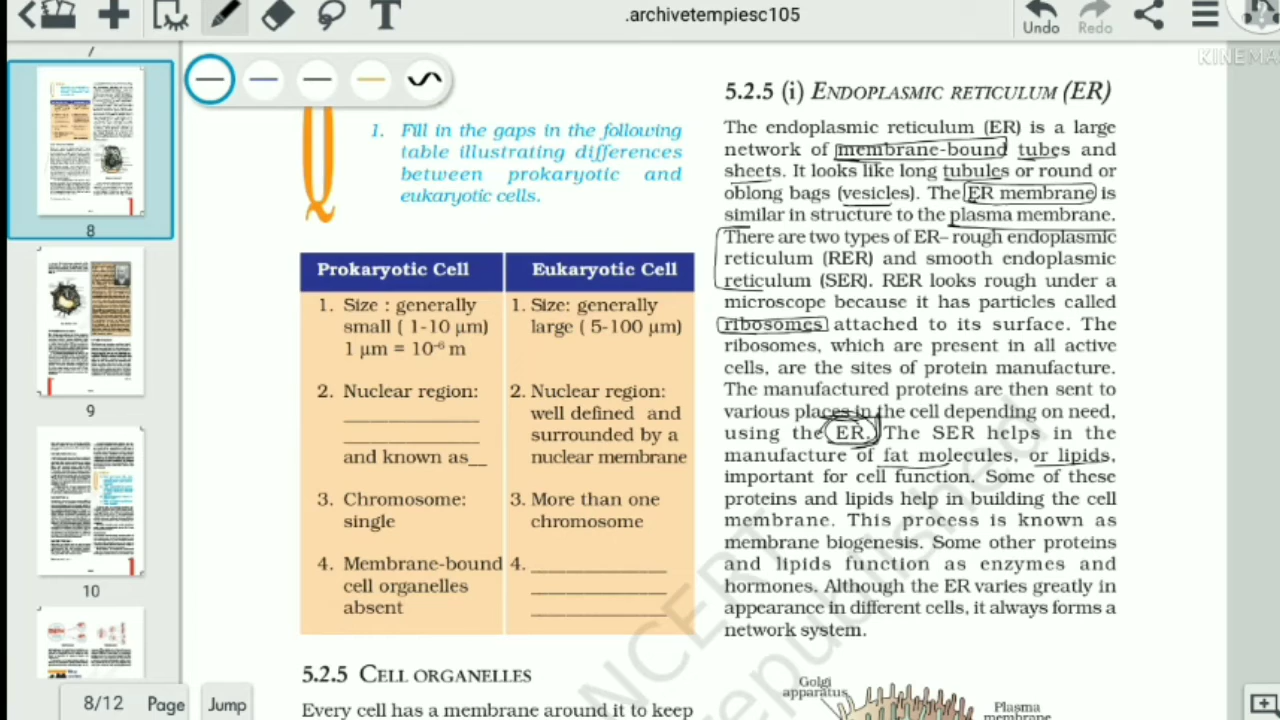 .archivetempiesc105
Undo
Redo
KINEMA
7
8
9
10
8/12 Page
Jump
1. Fill in the gaps in the following
table illustrating differences
between prokaryotic and
eukaryotic cells.
Prokaryotic Cell
Eukaryotic Cell
1. Size : generally
small ( 1-10 μm)
1 μm = 10⁻⁶ m
1. Size: generally
large ( 5-100 μm)
2. Nuclear region:
_______________
_______________
and known as__
2. Nuclear region:
well defined and
surrounded by a
nuclear membrane
3. Chromosome:
single
3. More than one
chromosome
4. Membrane-bound
cell organelles
absent
4. _______________
_______________
_______________
5.2.5 CELL ORGANELLES
Every cell has a membrane around it to keep
5.2.5 (i) ENDOPLASMIC RETICULUM (ER)
The endoplasmic reticulum (ER) is a large
network of membrane-bound tubes and
sheets. It looks like long tubules or round or
oblong bags (vesicles). The ER membrane is
similar in structure to the plasma membrane.
There are two types of ER– rough endoplasmic
reticulum (RER) and smooth endoplasmic
reticulum (SER). RER looks rough under a
microscope because it has particles called
ribosomes attached to its surface. The
ribosomes, which are present in all active
cells, are the sites of protein manufacture.
The manufactured proteins are then sent to
various places in the cell depending on need,
using the ER. The SER helps in the
manufacture of fat molecules, or lipids,
important for cell function. Some of these
proteins and lipids help in building the cell
membrane. This process is known as
membrane biogenesis. Some other proteins
and lipids function as enzymes and
hormones. Although the ER varies greatly in
appearance in different cells, it always forms a
network system.
Golgi
apparatus
Plasma
membrane